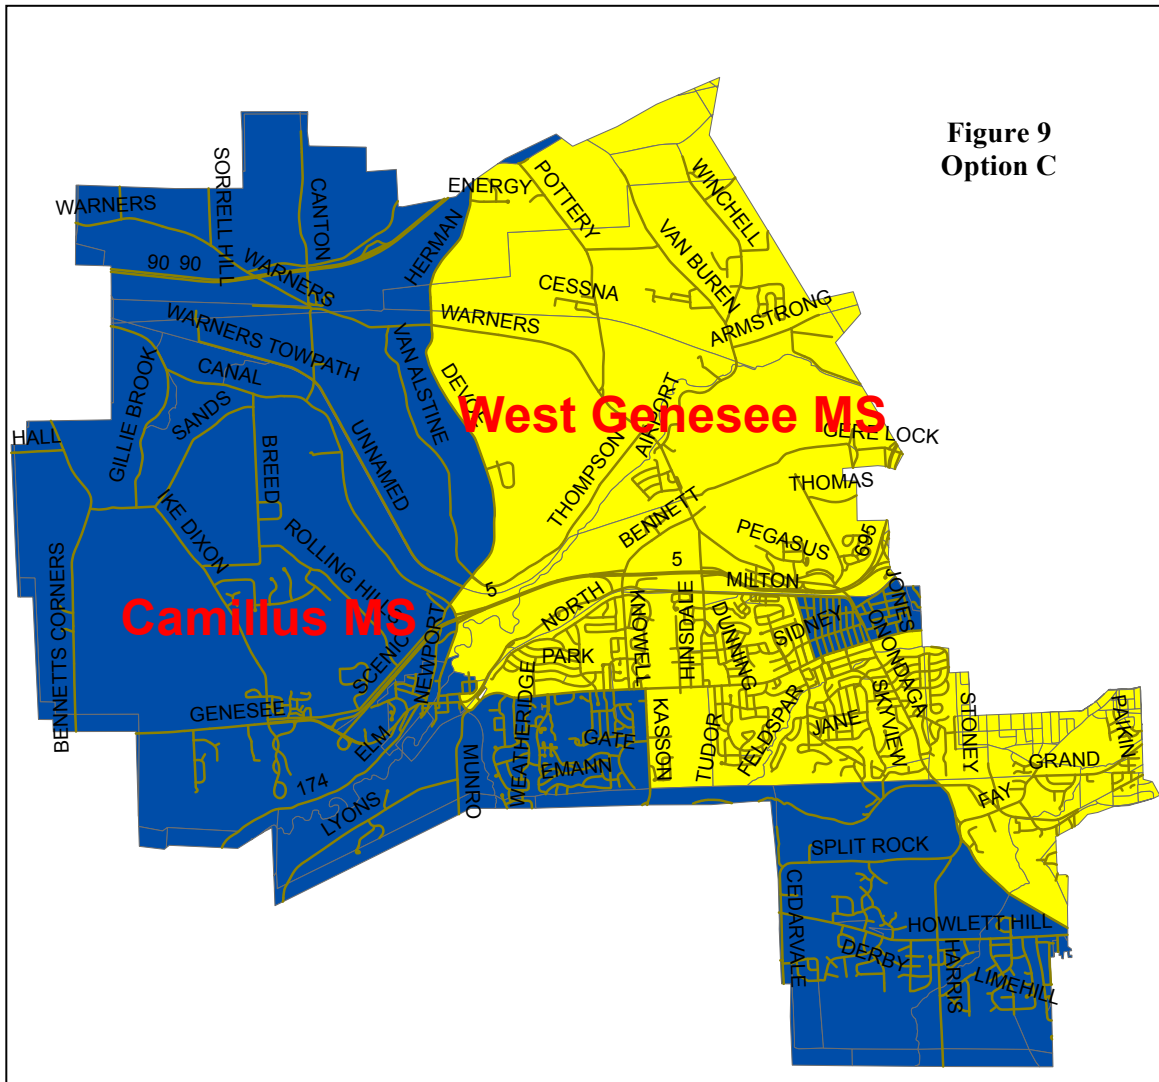 Figure 9
Option C
WINCHELL
POTTERY
SORRELL HILL
CANTON
ENERGY
WARNERS
HERMAN
VAN BUREN
90 90
WARNERS
CESSNA
ARMSTRONG
WARNERS
WARNERS TOWPATH
VAN ALSTINE
CANAL
GILLIE BROOK
DEVOE
SANDS
West Genesee MS
AIRPORT
HALL
BREED
UNNAMED
THOMPSON
GERE LOCK
THOMAS
IKE DIXON
BENNETT
ROLLING HILLS
PEGASUS
695
5
5
MILTON
JONES
BENNETTS CORNERS
Camillus MS
NORTH
KNOWELL
HINSDALE
DUNNING
SIDNEY
ONONDAGA
SCENIC
NEWPORT
PARK
GENESEE
ELM
WEATHERIDGE
GATE
KASSON
TUDOR
FELDSPAR
JANE
SKYVIEW
STONEY
PAIKIN
GRAND
EMANN
MUNRO
174
LYONS
FAY
SPLIT ROCK
CEDARVALE
HOWLETT HILL
DERBY
HARRIS
LIMEHILL